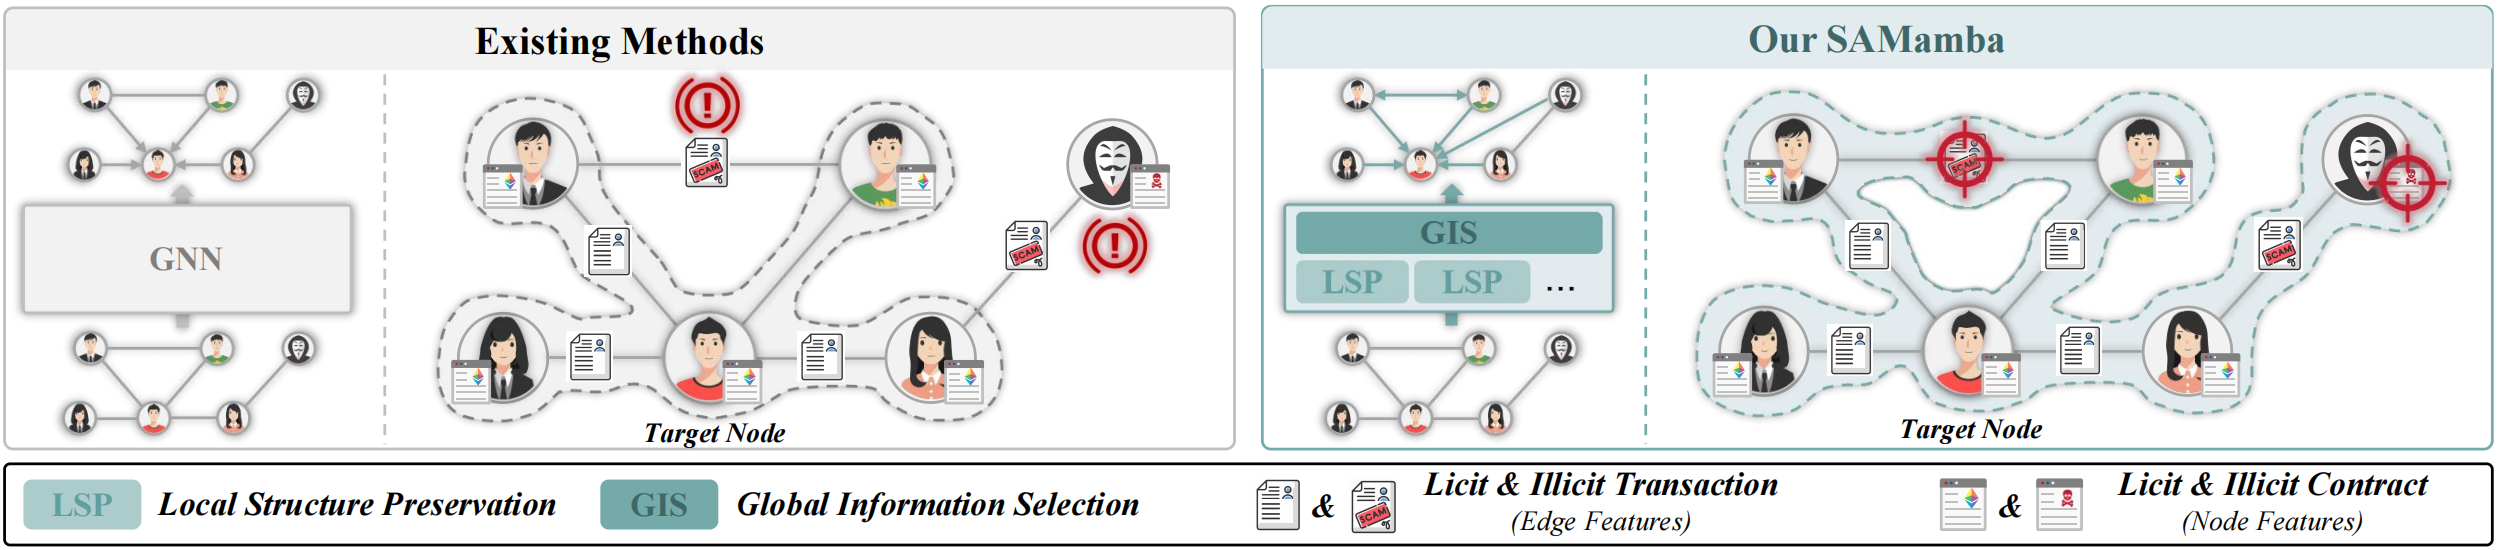 Existing Methods
GNN
SCAM
SCAM
Target Node
Our SAMamba
GIS
LSP LSP ...
SCAM
SCAM
Target Node
LSP Local Structure Preservation
GIS Global Information Selection
& SCAM Licit & Illicit Transaction
(Edge Features)
& Licit & Illicit Contract
(Node Features)